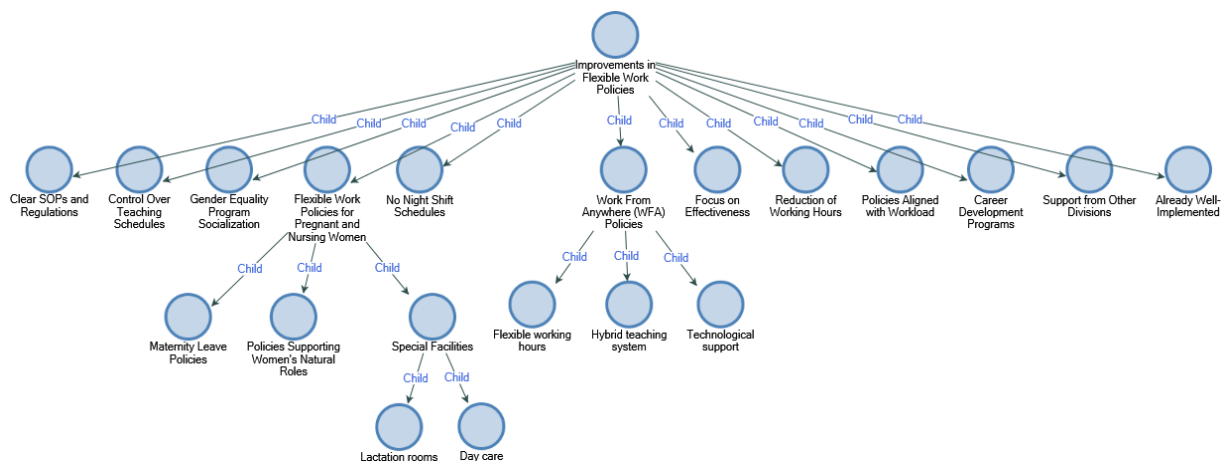 Improvements in
Flexible Work
Policies
Child
Child
Child
Child
Child
Child
Child
Child
Child
Child
Child
Child
Clear SOPs and
Regulations
Control Over
Teaching
Schedules
Gender Equality
Program
Socialization
Flexible Work
Policies for
Pregnant and
Nursing Women
No Night Shift
Schedules
Work From
Anywhere (WFA)
Policies
Focus on
Effectiveness
Reduction of
Working Hours
Policies Aligned
with Workload
Career
Development
Programs
Support from Other
Divisions
Already Well-
Implemented
Child
Child
Child
Child
Child
Child
Maternity Leave
Policies
Policies Supporting
Women's Natural
Roles
Special Facilities
Flexible working
hours
Hybrid teaching
system
Technological
support
Child
Child
Lactation rooms
Day care